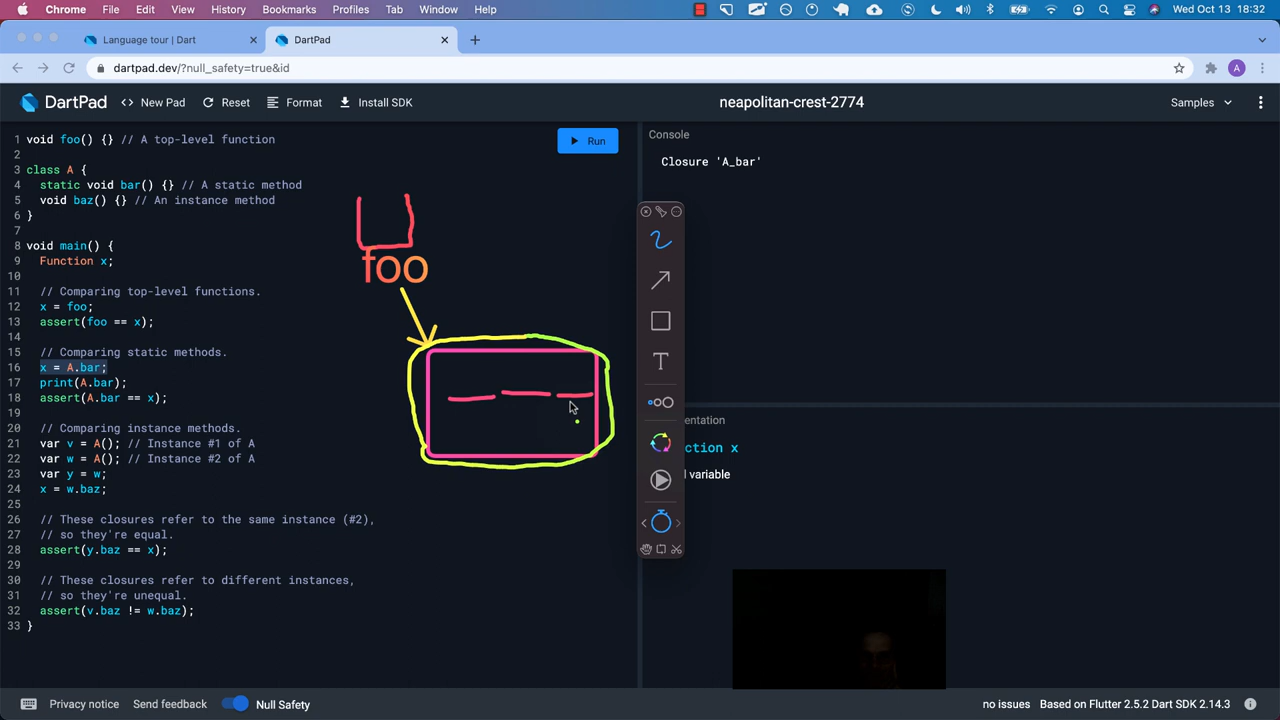 Chrome File Edit View History Bookmarks Profiles Tab Window Help Wed Oct 13 18:32
Language tour | Dart DartPad
dartpad.dev/?null_safety=true&id A
DartPad New Pad Reset Format Install SDK neapolitan-crest-2774 Samples
1 void foo() {} // A top-level function
2
3 class A {
4 static void bar() {} // A static method
5 void baz() {} // An instance method
6 }
7
8 void main() {
9 Function x;
10
11 // Comparing top-level functions.
12 x = foo;
13 assert(foo == x);
14
15 // Comparing static methods.
16 x = A.bar;
17 print(A.bar);
18 assert(A.bar == x);
19
20 // Comparing instance methods.
21 var v = A(); // Instance #1 of A
22 var w = A(); // Instance #2 of A
23 var y = w;
24 x = w.baz;
25
26 // These closures refer to the same instance (#2),
27 // so they're equal.
28 assert(y.baz == x);
29
30 // These closures refer to different instances,
31 // so they're unequal.
32 assert(v.baz != w.baz);
33 }
Run
foo
Console
Closure 'A_bar'
T
entation
ction x
l variable
Privacy notice Send feedback Null Safety no issues Based on Flutter 2.5.2 Dart SDK 2.14.3